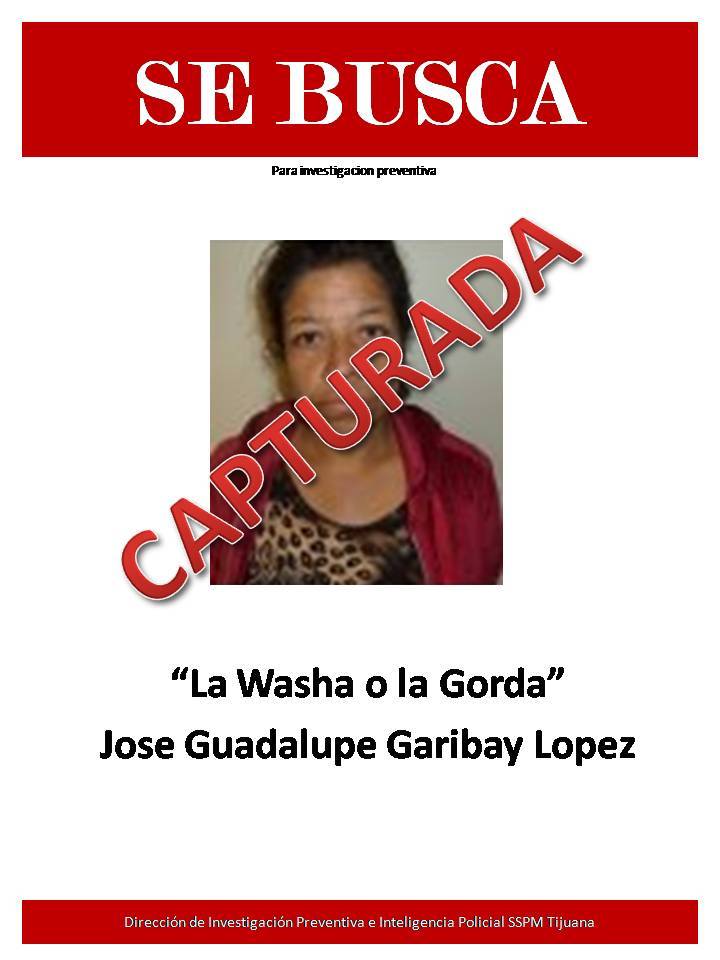 SE BUSCA
Para investigacion preventiva
CAPTURADA
“La Washa o la Gorda”
Jose Guadalupe Garibay Lopez
Dirección de Investigación Preventiva e Inteligencia Policial SSPM Tijuana